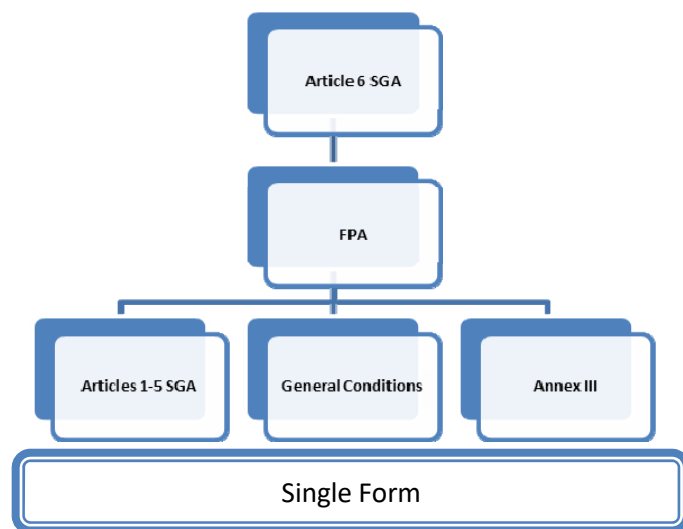 Article 6 SGA
FPA
Articles 1-5 SGA
General Conditions
Annex III
Single Form